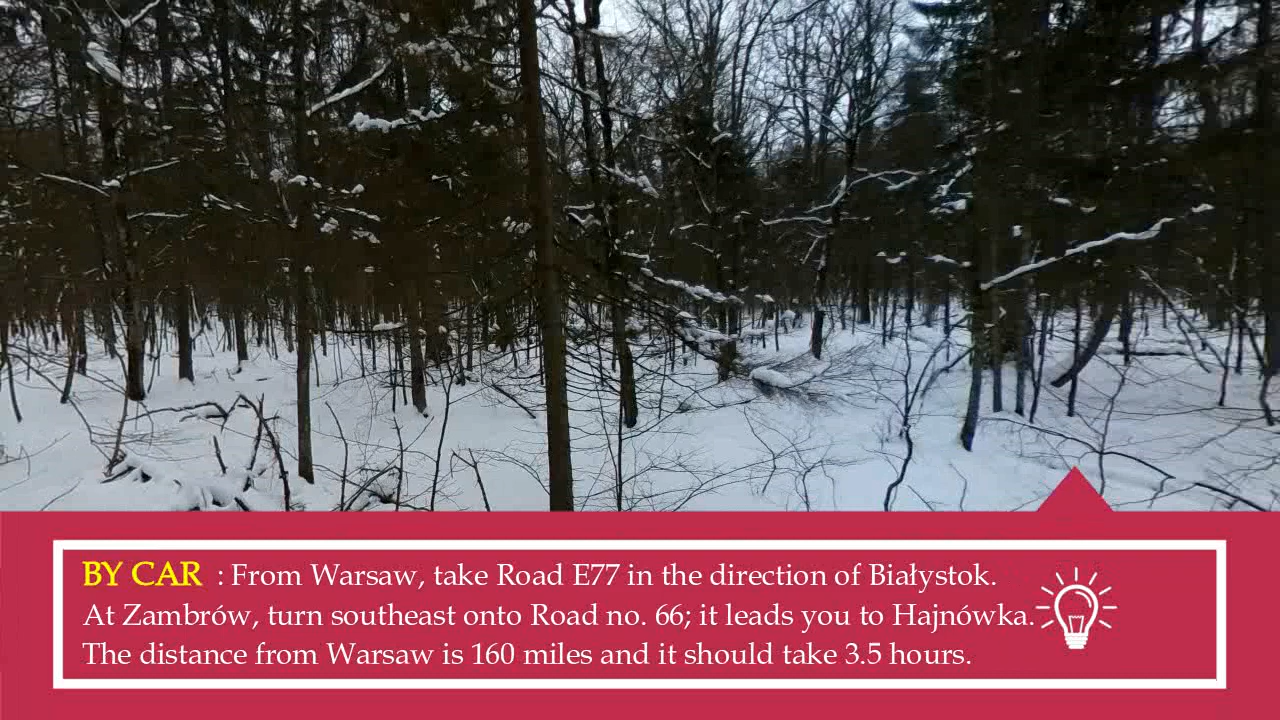 BY CAR : From Warsaw, take Road E77 in the direction of Białystok.
At Zambrów, turn southeast onto Road no. 66; it leads you to Hajnówka.
The distance from Warsaw is 160 miles and it should take 3.5 hours.